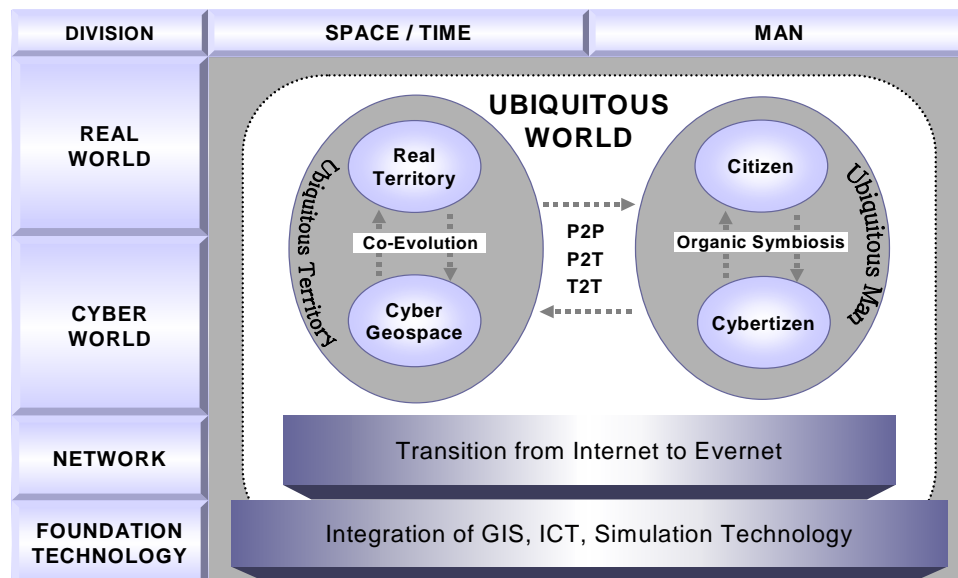 DIVISION
SPACE / TIME
MAN
REAL
WORLD
UBIQUITOUS
WORLD
Ubiquitous Territory
Real
Territory
Co-Evolution
Cyber
Geospace
P2P
P2T
T2T
Citizen
Organic Symbiosis
Cybertizen
Ubiquitous Man
CYBER
WORLD
NETWORK
Transition from Internet to Evernet
FOUNDATION
TECHNOLOGY
Integration of GIS, ICT, Simulation Technology